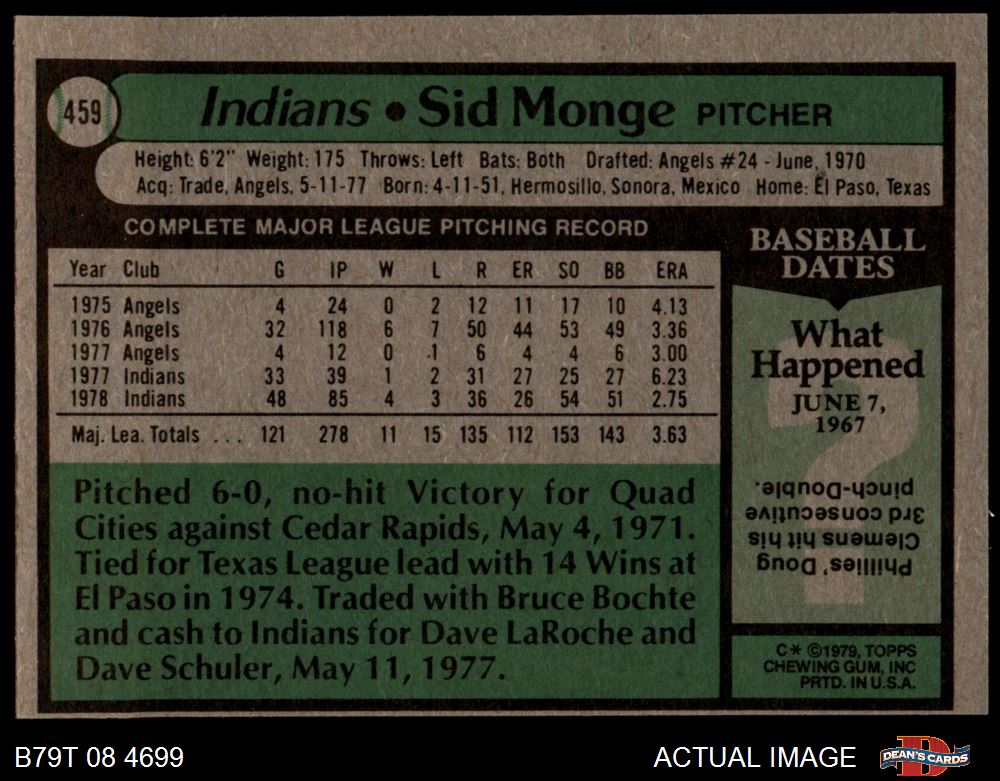 459
Indians • Sid Monge PITCHER
Height: 6'2" Weight: 175 Throws: Left Bats: Both Drafted: Angels #24 - June, 1970
Acq: Trade, Angels, 5-11-77 Born: 4-11-51, Hermosillo, Sonora, Mexico Home: El Paso, Texas
COMPLETE MAJOR LEAGUE PITCHING RECORD
Year Club G IP W L R ER SO BB ERA
1975 Angels 4 24 0 2 12 11 17 10 4.13
1976 Angels 32 118 6 7 50 44 53 49 3.36
1977 Angels 4 12 0 1 6 4 4 6 3.00
1977 Indians 33 39 1 2 31 27 25 27 6.23
1978 Indians 48 85 4 3 36 26 54 51 2.75
Maj. Lea. Totals ... 121 278 11 15 135 112 153 143 3.63
Pitched 6-0, no-hit Victory for Quad
Cities against Cedar Rapids, May 4, 1971.
Tied for Texas League lead with 14 Wins at
El Paso in 1974. Traded with Bruce Bochte
and cash to Indians for Dave LaRoche and
Dave Schuler, May 11, 1977.
BASEBALL
DATES
What
Happened
JUNE 7,
1967
?
Phillies' Doug
Clemens hit his
3rd consecutive
pinch-Double.
C* ©1979, TOPPS
CHEWING GUM, INC
PRTD. IN U.S.A.
B79T 08 4699
ACTUAL IMAGE
DEAN'S CARDS